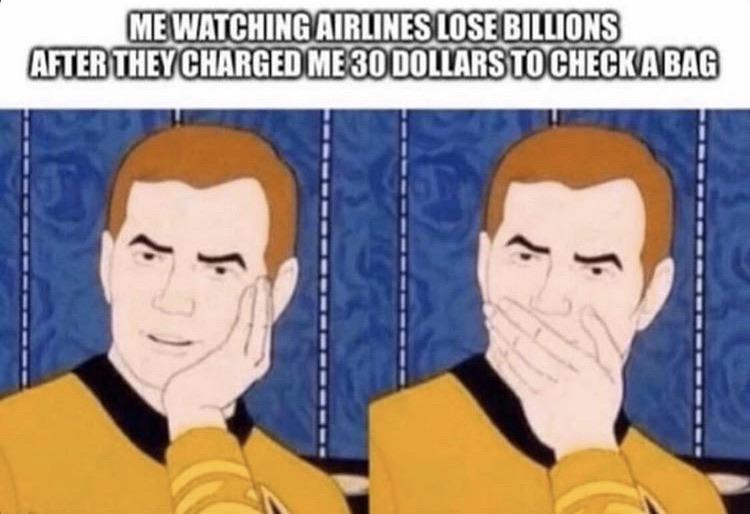 ME WATCHING AIRLINES LOSE BILLIONS
AFTER THEY CHARGED ME 30 DOLLARS TO CHECK A BAG